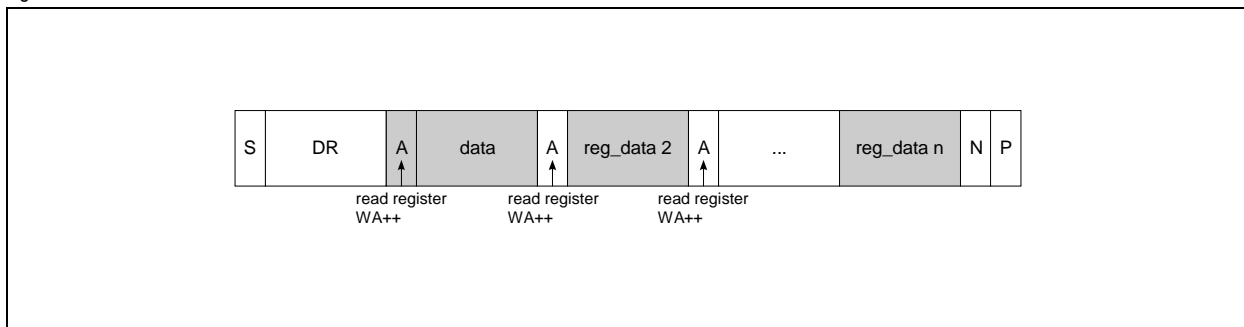 S DR A data A reg_data 2 A ... reg_data n N P
read register read register read register
WA++ WA++ WA++